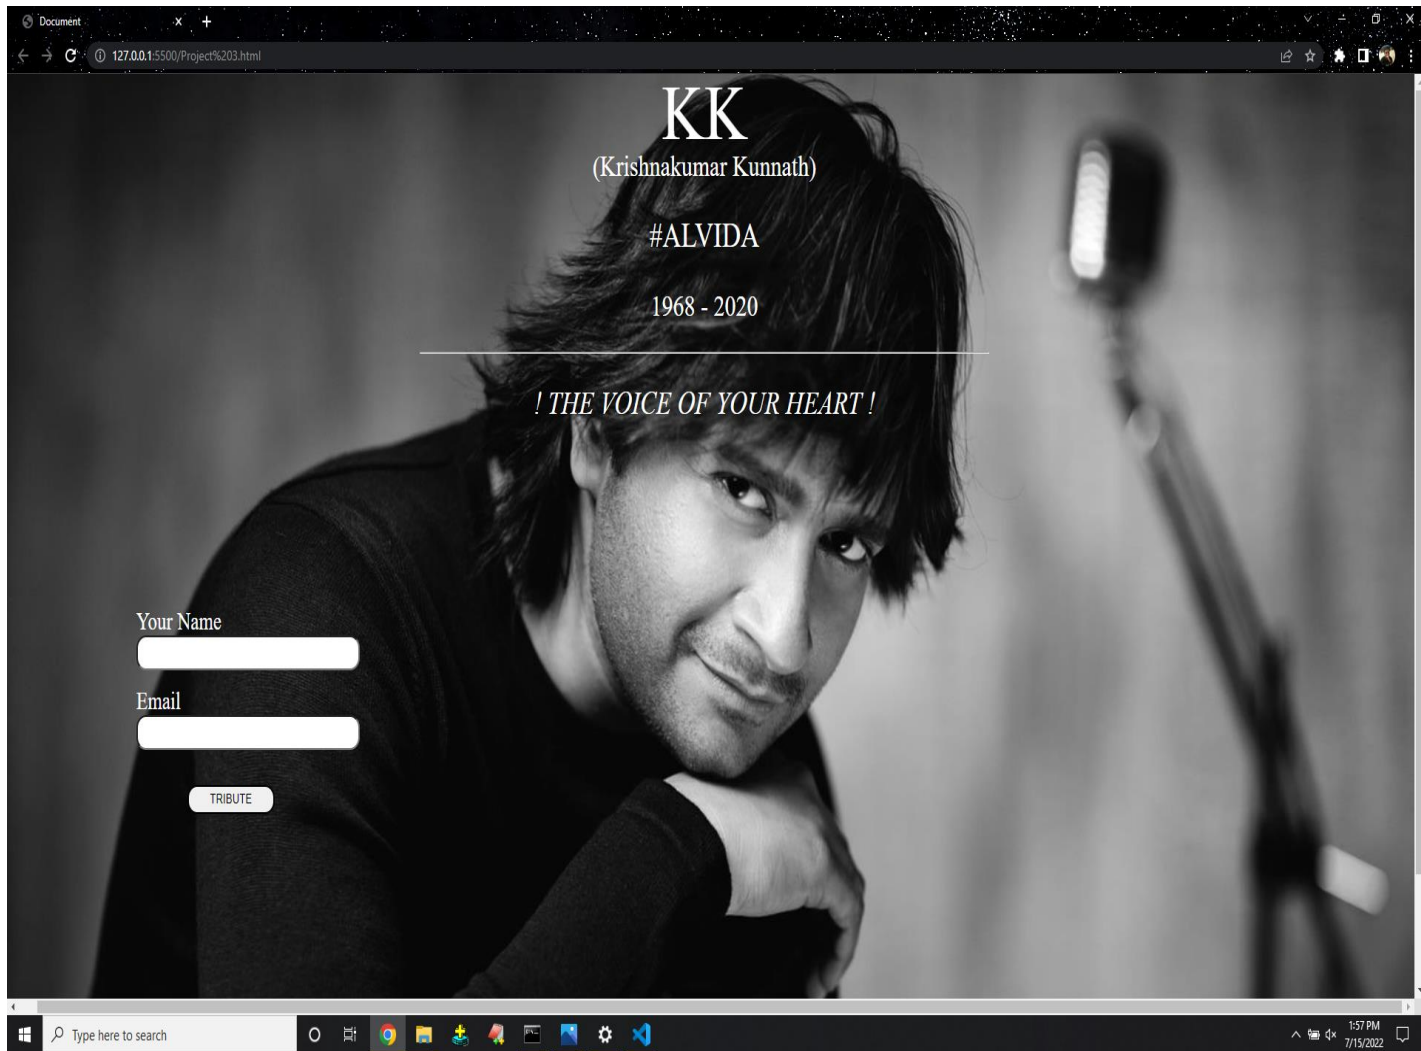 Document
127.0.0.1:5500/Project%203.html
KK
(Krishnakumar Kunnath)
#ALVIDA
1968 - 2020
! THE VOICE OF YOUR HEART !
Your Name
Email
TRIBUTE
Type here to search
1:57 PM
7/15/2022